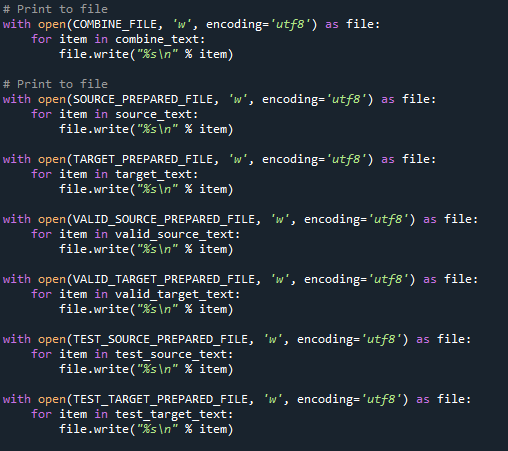 # Print to file
with open(COMBINE_FILE, 'w', encoding='utf8') as file:
    for item in combine_text:
        file.write("%s\n" % item)

# Print to file
with open(SOURCE_PREPARED_FILE, 'w', encoding='utf8') as file:
    for item in source_text:
        file.write("%s\n" % item)

with open(TARGET_PREPARED_FILE, 'w', encoding='utf8') as file:
    for item in target_text:
        file.write("%s\n" % item)

with open(VALID_SOURCE_PREPARED_FILE, 'w', encoding='utf8') as file:
    for item in valid_source_text:
        file.write("%s\n" % item)

with open(VALID_TARGET_PREPARED_FILE, 'w', encoding='utf8') as file:
    for item in valid_target_text:
        file.write("%s\n" % item)

with open(TEST_SOURCE_PREPARED_FILE, 'w', encoding='utf8') as file:
    for item in test_source_text:
        file.write("%s\n" % item)

with open(TEST_TARGET_PREPARED_FILE, 'w', encoding='utf8') as file:
    for item in test_target_text:
        file.write("%s\n" % item)